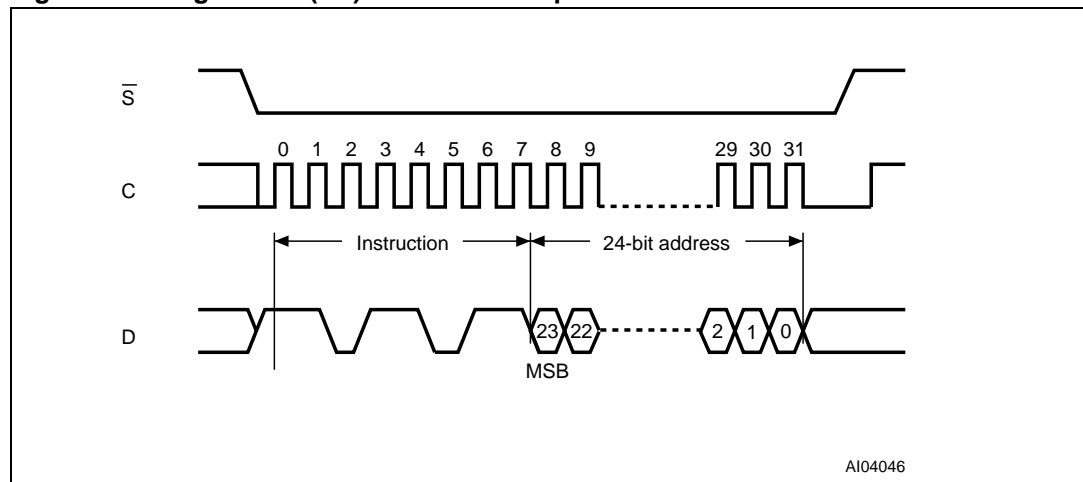 S
0 1 2 3 4 5 6 7 8 9 29 30 31
C
Instruction 24-bit address
D
23 22 2 1 0
MSB
AI04046